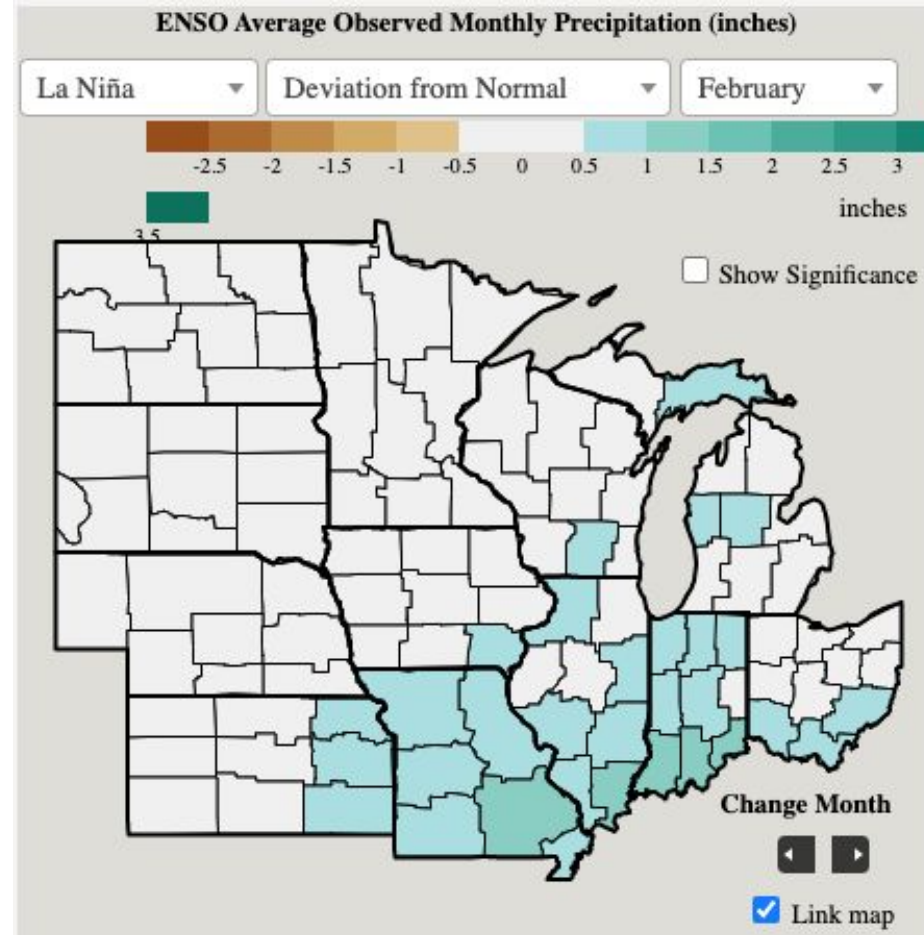 ENSO Average Observed Monthly Precipitation (inches)
La Niña Deviation from Normal February
-2.5 -2 -1.5 -1 -0.5 0 0.5 1 1.5 2 2.5 3
inches
3.5
Show Significance
Change Month
Link map